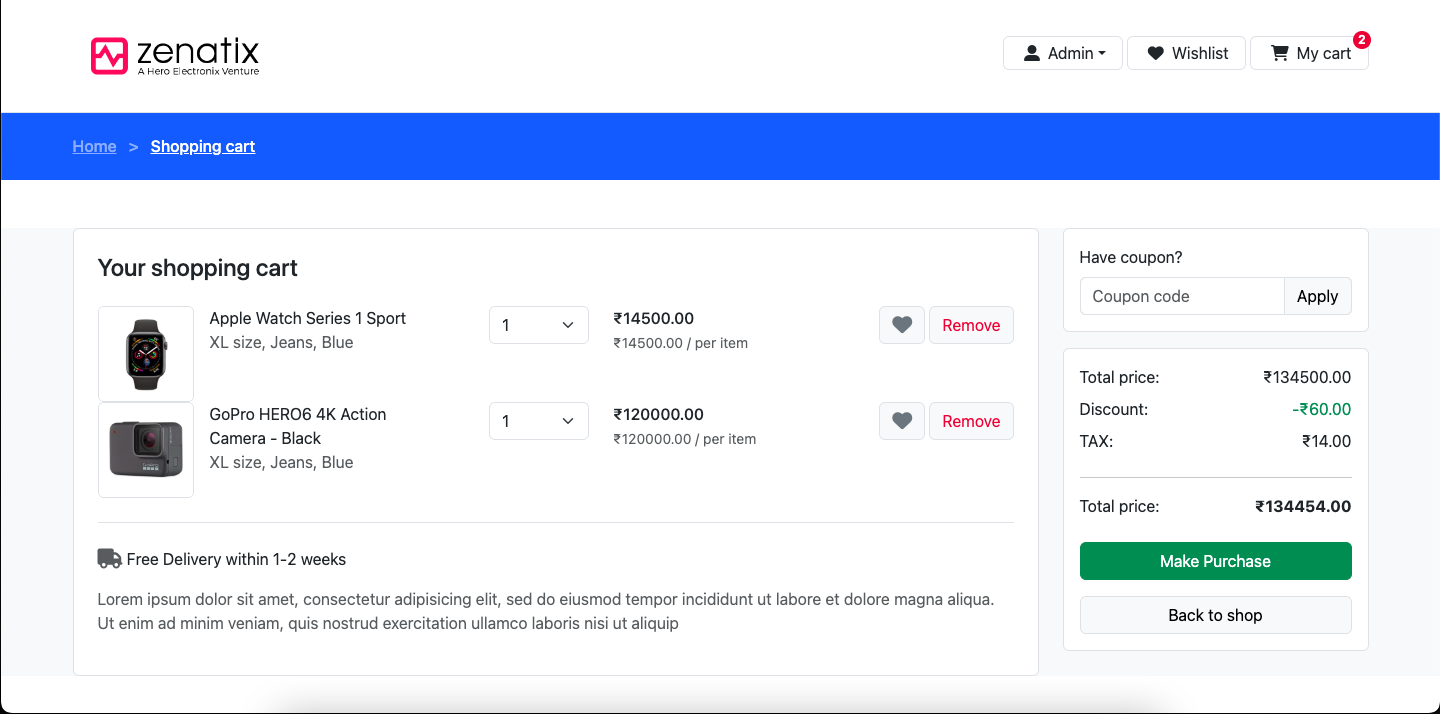 zenatix
A Hero Electronix Venture
Admin
Wishlist
My cart
2
Home > Shopping cart
Your shopping cart
Apple Watch Series 1 Sport
XL size, Jeans, Blue
1
₹14500.00
₹14500.00 / per item
Remove
GoPro HERO6 4K Action
Camera - Black
XL size, Jeans, Blue
1
₹120000.00
₹120000.00 / per item
Remove
Free Delivery within 1-2 weeks
Lorem ipsum dolor sit amet, consectetur adipisicing elit, sed do eiusmod tempor incididunt ut labore et dolore magna aliqua.
Ut enim ad minim veniam, quis nostrud exercitation ullamco laboris nisi ut aliquip
Have coupon?
Coupon code
Apply
Total price: ₹134500.00
Discount: -₹60.00
TAX: ₹14.00
Total price: ₹134454.00
Make Purchase
Back to shop